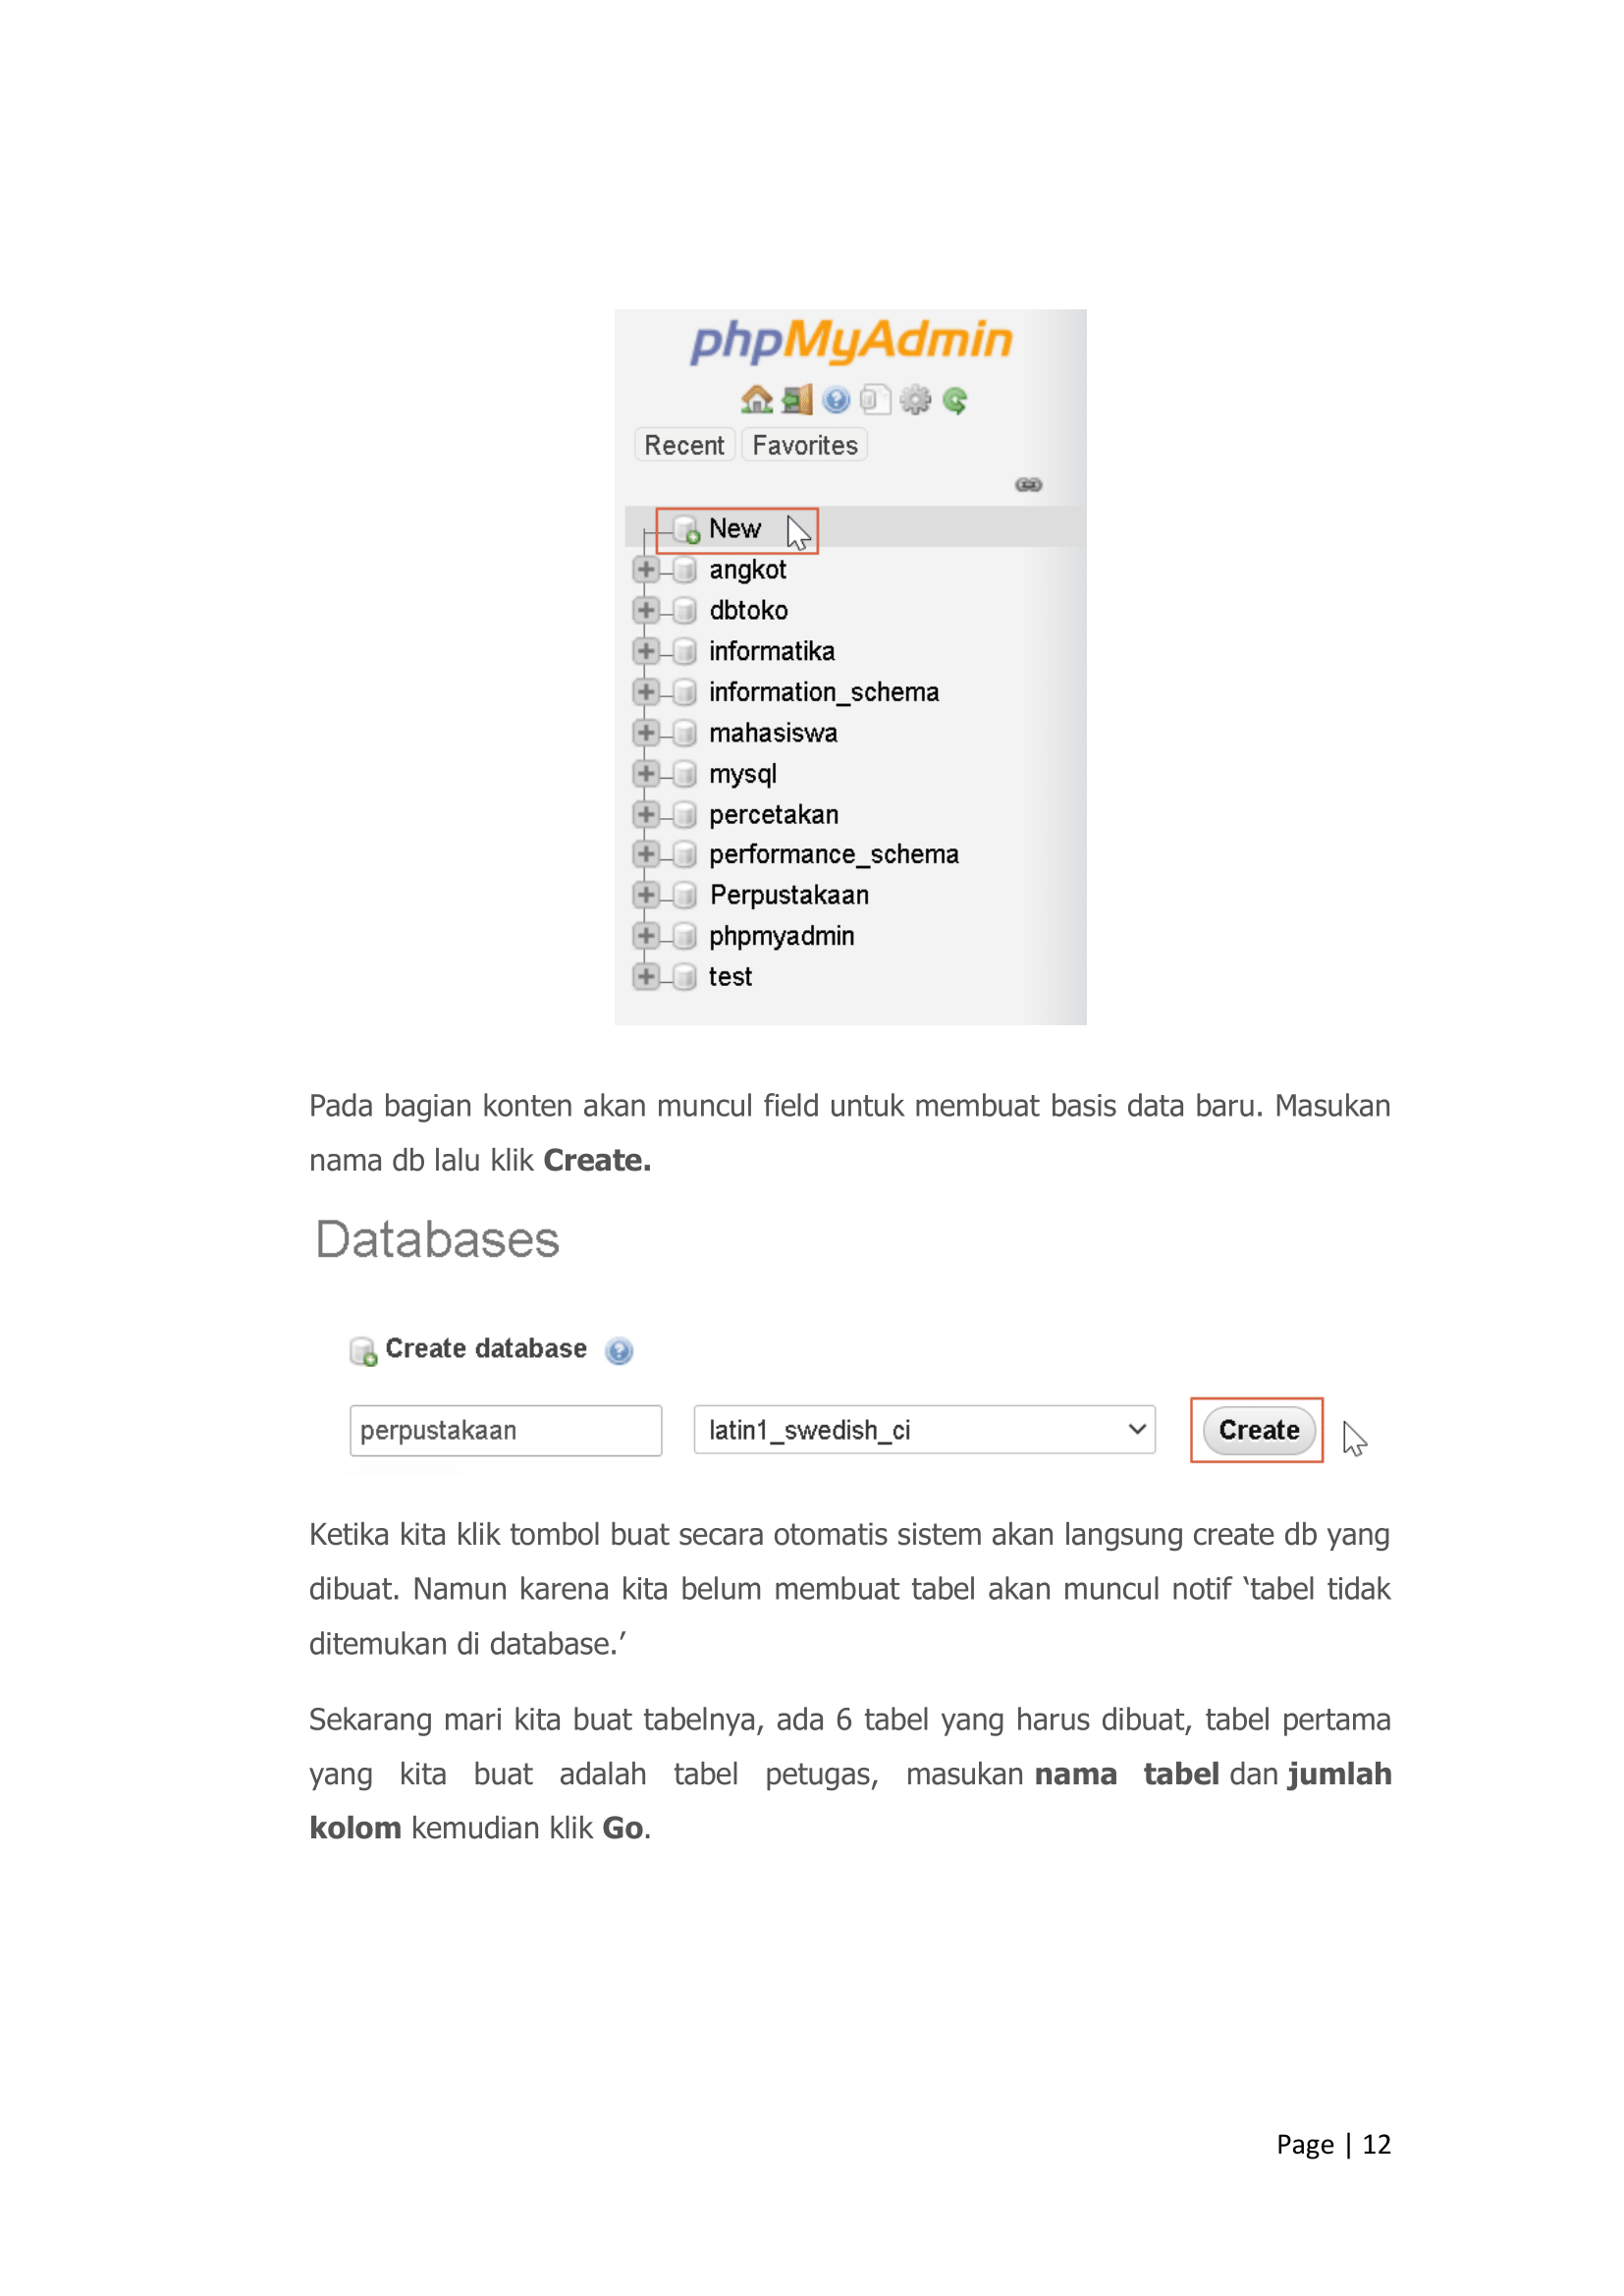 phpMyAdmin
Recent Favorites
New
angkot
dbtoko
informatika
information_schema
mahasiswa
mysql
percetakan
performance_schema
Perpustakaan
phpmyadmin
test
Pada bagian konten akan muncul field untuk membuat basis data baru. Masukan
nama db lalu klik Create.
Databases
Create database
perpustakaan latin1_swedish_ci Create
Ketika kita klik tombol buat secara otomatis sistem akan langsung create db yang
dibuat. Namun karena kita belum membuat tabel akan muncul notif ‘tabel tidak
ditemukan di database.’
Sekarang mari kita buat tabelnya, ada 6 tabel yang harus dibuat, tabel pertama
yang kita buat adalah tabel petugas, masukan nama tabel dan jumlah
kolom kemudian klik Go.
Page | 12